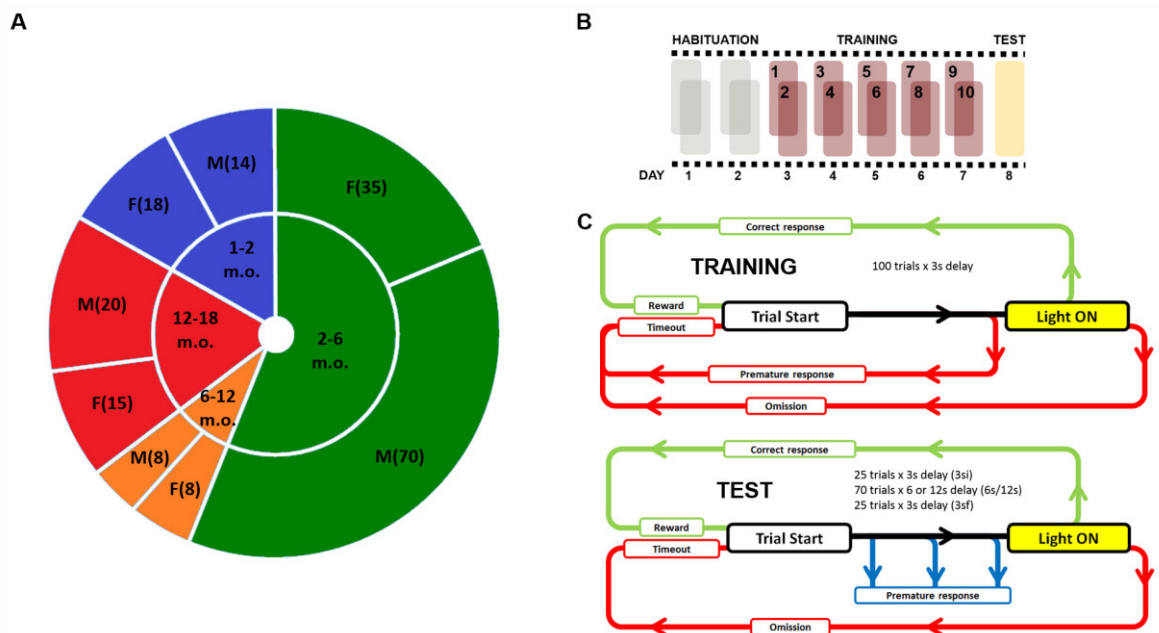 A
M(14)
F(35)
F(18)
1-2
m.o.
M(20)
12-18
m.o.
2-6
m.o.
F(15)
6-12
m.o.
M(8)
F(8)
M(70)
B
HABITUATION TRAINING TEST
1 3 5 7 9
2 4 6 8 10
DAY 1 2 3 4 5 6 7 8
C
Correct response
TRAINING
100 trials x 3s delay
Reward
Timeout
Trial Start
Light ON
Premature response
Omission
Correct response
TEST
25 trials x 3s delay (3si)
70 trials x 6 or 12s delay (6s/12s)
25 trials x 3s delay (3sf)
Reward
Timeout
Trial Start
Light ON
Premature response
Omission